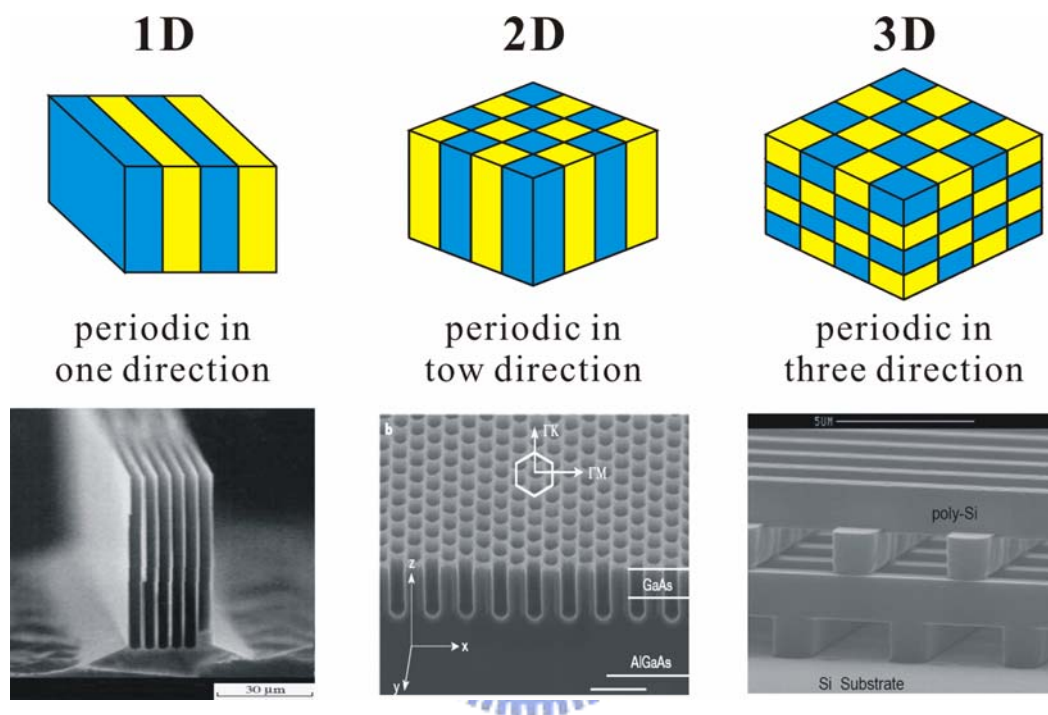 1D
2D
3D
periodic in
one direction
periodic in
tow direction
periodic in
three direction
30 µm
b
ΓK
ΓM
z
x
y
GaAs
AlGaAs
5UM
poly-Si
Si Substrate